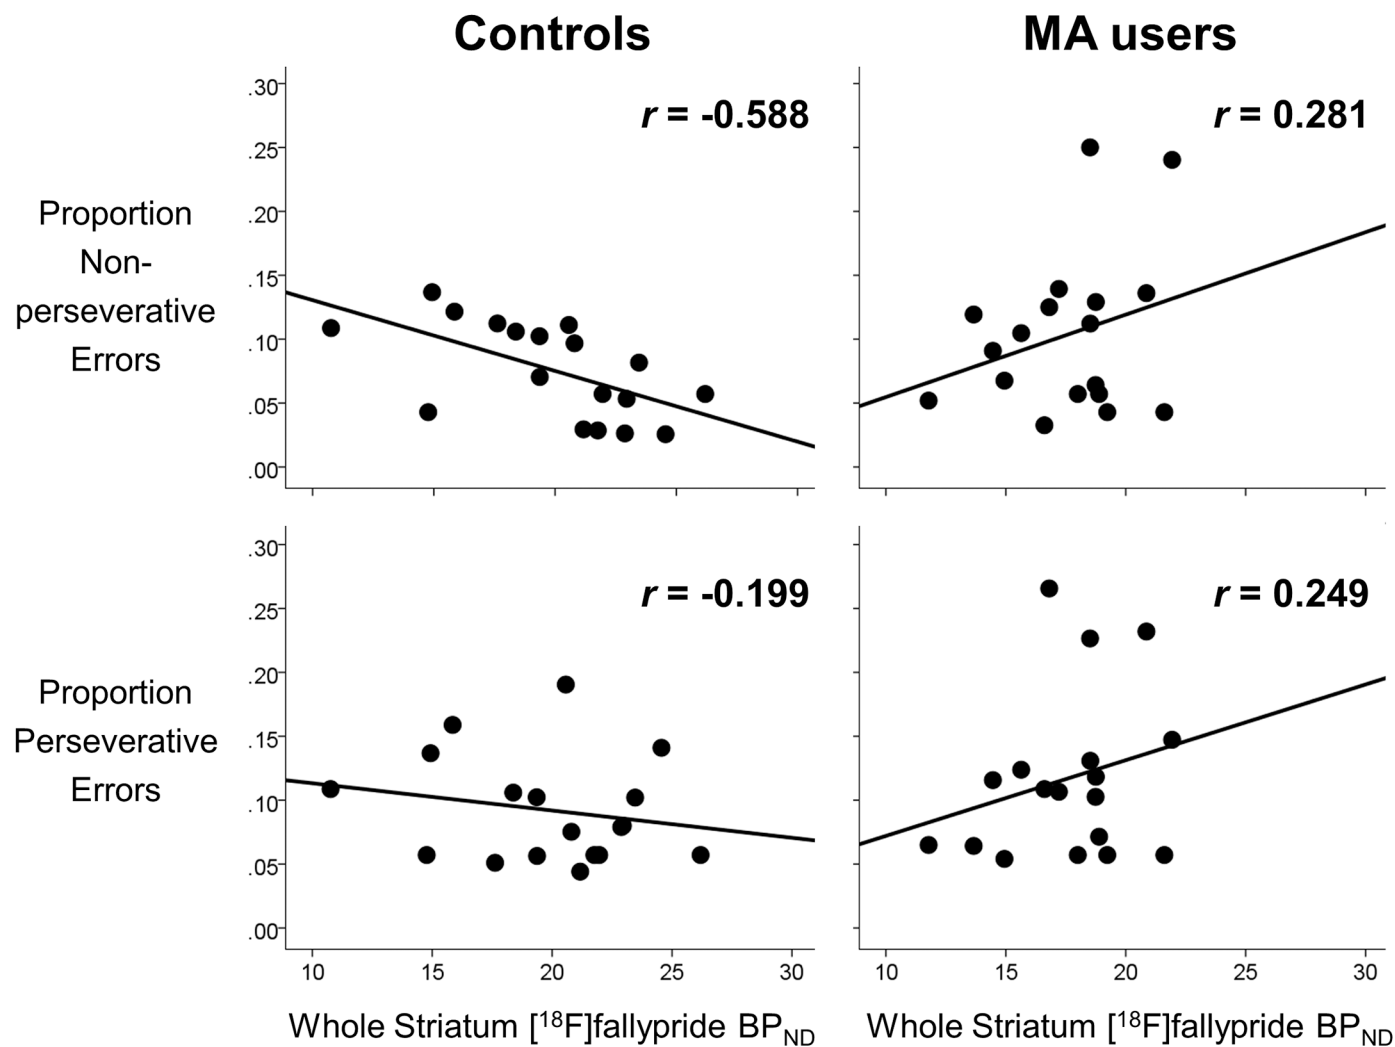 Controls
MA users
Proportion
Non-
perseverative
Errors
.30
.25
.20
.15
.10
.05
.00
r = -0.588
r = 0.281
Proportion
Perseverative
Errors
.30
.25
.20
.15
.10
.05
.00
r = -0.199
r = 0.249
10 15 20 25 30
10 15 20 25 30
Whole Striatum [18F]fallypride BPND
Whole Striatum [18F]fallypride BPND